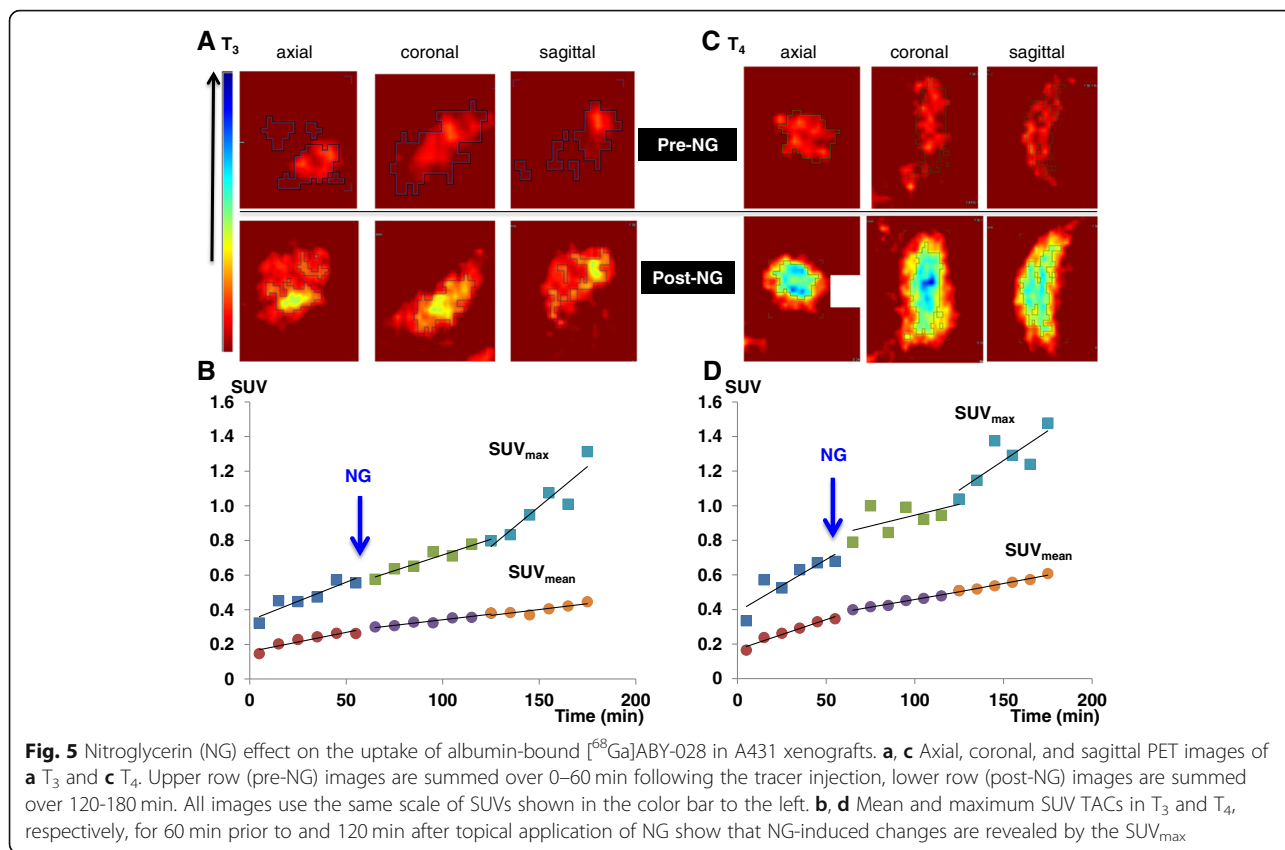 A T3
axial
coronal
sagittal
C T4
axial
coronal
sagittal
Pre-NG
Post-NG
B
SUV
1.6
1.4
1.2
1.0
0.8
0.6
0.4
0.2
0
0
50
100
150
200
Time (min)
NG
SUVmax
SUVmean
D
SUV
1.6
1.4
1.2
1.0
0.8
0.6
0.4
0.2
0
0
50
100
150
200
Time (min)
NG
SUVmax
SUVmean
Fig. 5 Nitroglycerin (NG) effect on the uptake of albumin-bound [68Ga]ABY-028 in A431 xenografts. a, c Axial, coronal, and sagittal PET images of
a T3 and c T4. Upper row (pre-NG) images are summed over 0–60 min following the tracer injection, lower row (post-NG) images are summed
over 120-180 min. All images use the same scale of SUVs shown in the color bar to the left. b, d Mean and maximum SUV TACs in T3 and T4,
respectively, for 60 min prior to and 120 min after topical application of NG show that NG-induced changes are revealed by the SUVmax